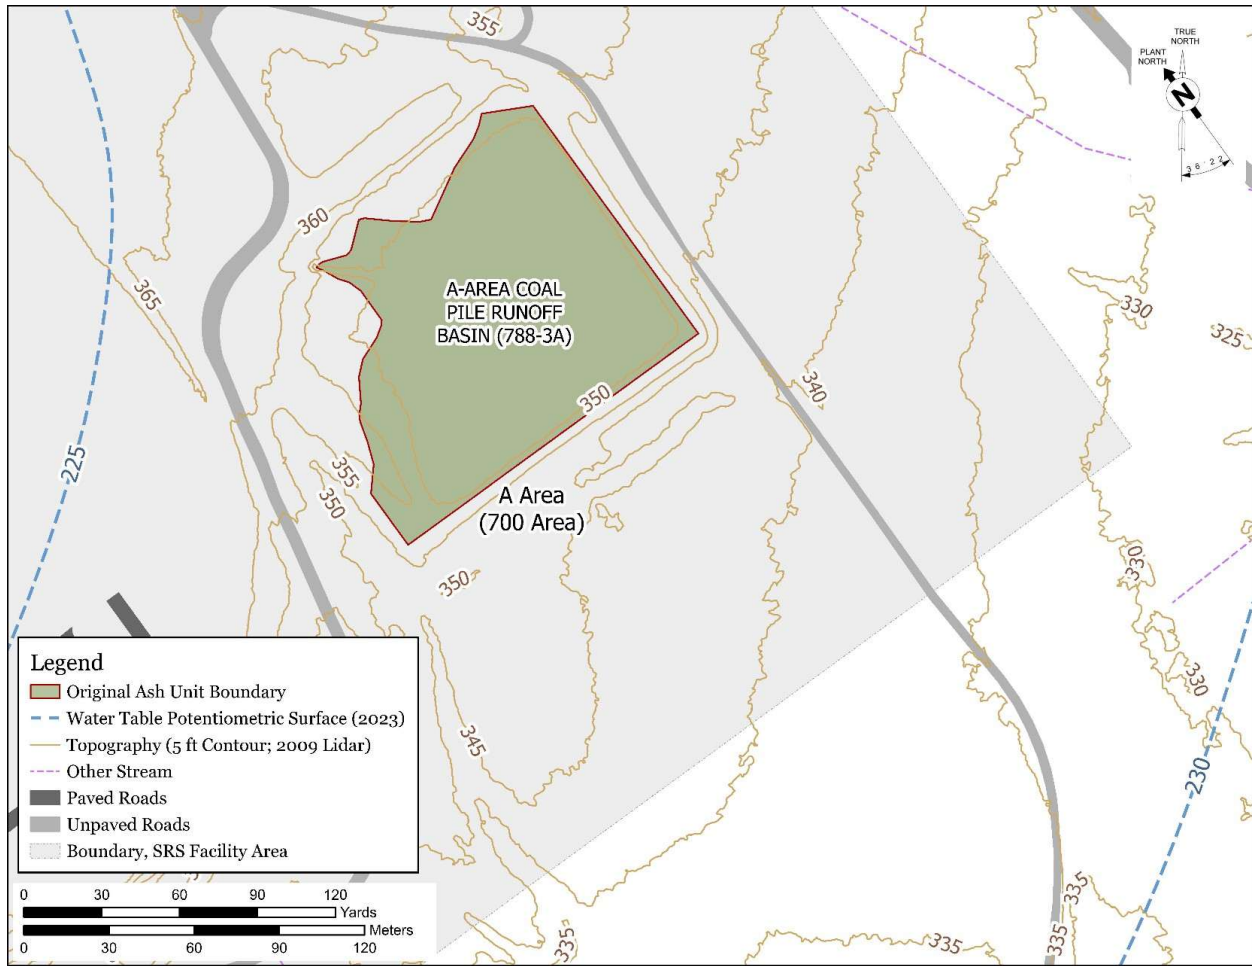 355
TRUE
NORTH
PLANT
NORTH
N
36°22'
360
365
A-AREA COAL
PILE RUNOFF
BASIN (788-3A)
330
325
340
350
225
355
350
A Area
(700 Area)
350
330
345
330
230
Legend
Original Ash Unit Boundary
Water Table Potentiometric Surface (2023)
Topography (5 ft Contour; 2009 Lidar)
Other Stream
Paved Roads
Unpaved Roads
Boundary, SRS Facility Area
0 30 60 90 120
Yards
Meters
0 30 60 90 120
335
335
335
335